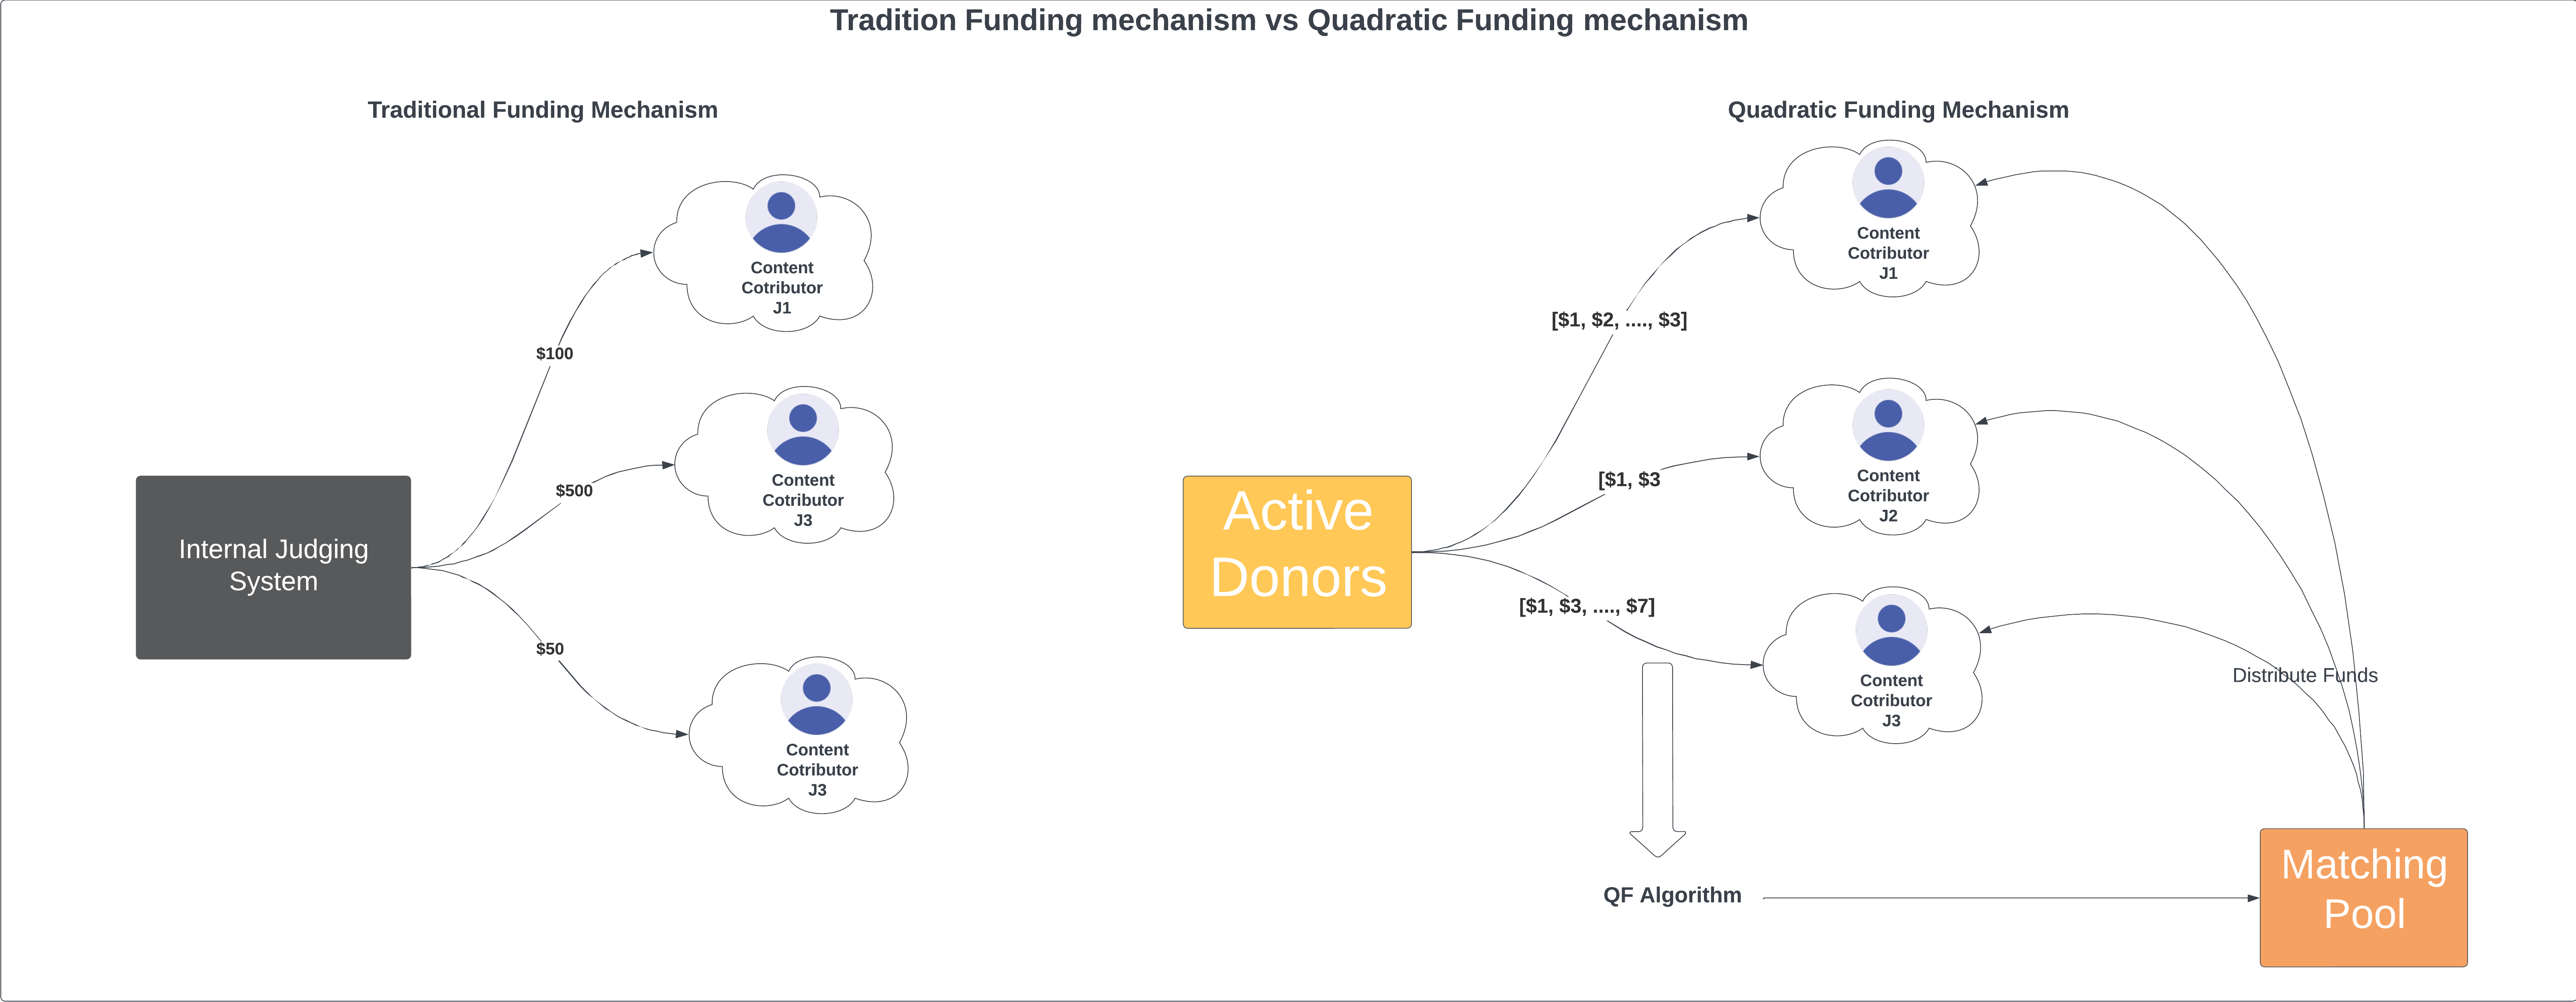 Tradition Funding mechanism vs Quadratic Funding mechanism
Traditional Funding Mechanism
Content
Cotributor
J1
$100
Content
Cotributor
J3
$500
Internal Judging
System
$50
Content
Cotributor
J3
Quadratic Funding Mechanism
Content
Cotributor
J1
[$1, $2, ...., $3]
Content
Cotributor
J2
[$1, $3
Active
Donors
[$1, $3, ...., $7]
Content
Cotributor
J3
Distribute Funds
QF Algorithm
Matching
Pool